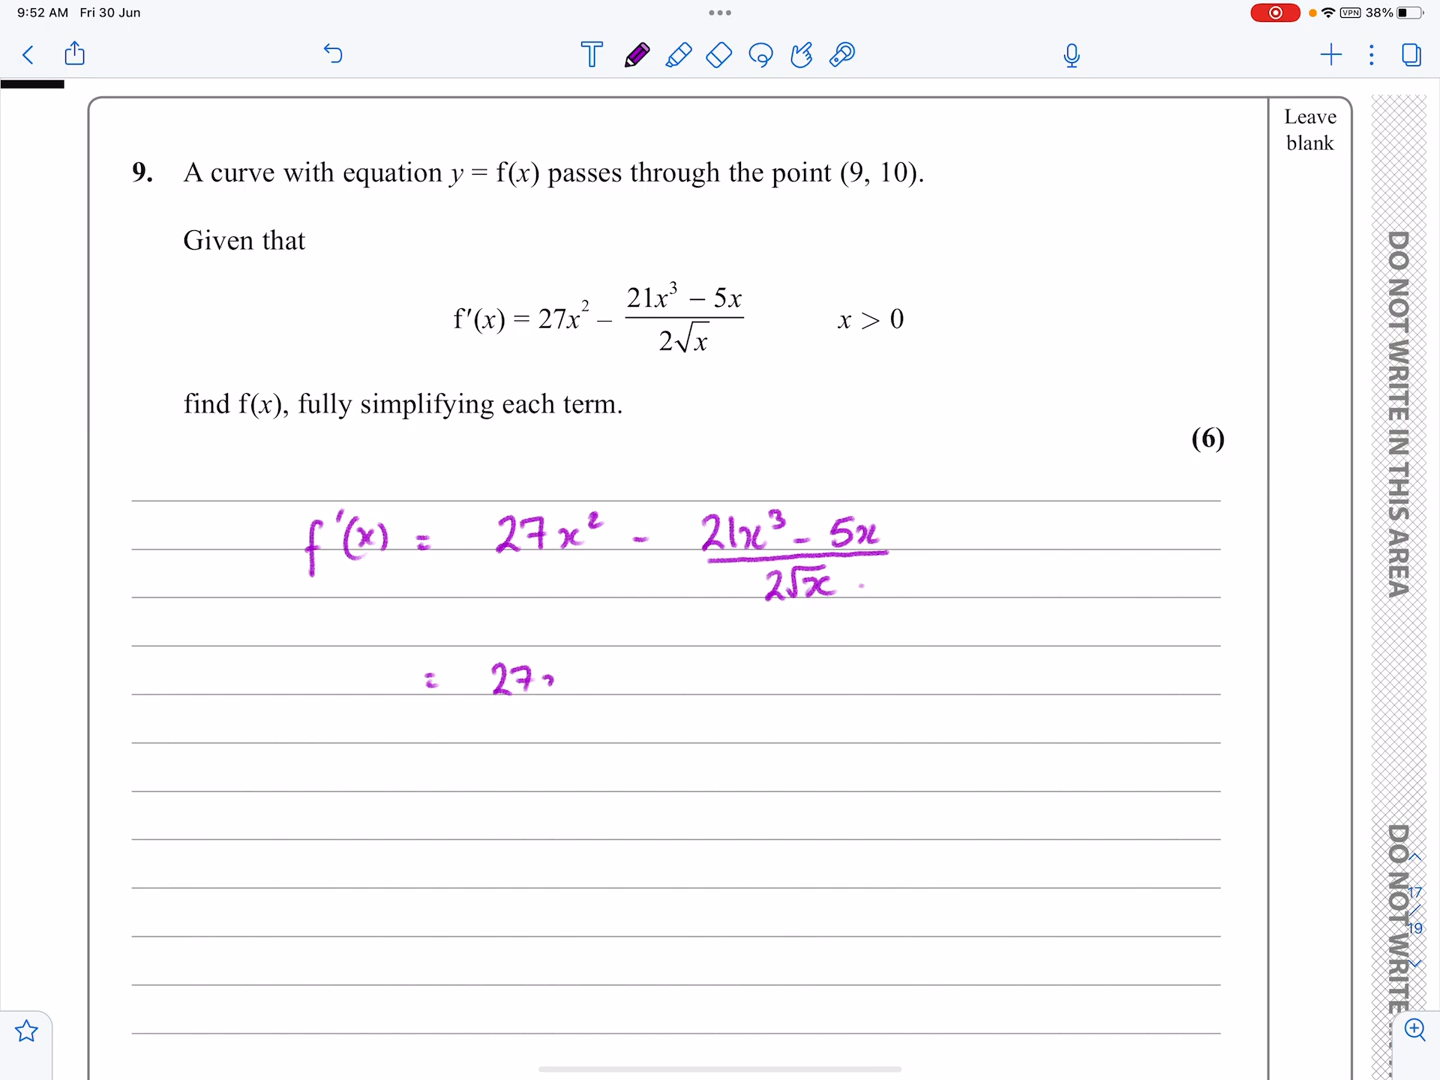 9:52 AM Fri 30 Jun
VPN 38%
T
Leave
blank
9. A curve with equation y = f(x) passes through the point (9, 10).
Given that
f′(x) = 27x² − (21x³ − 5x)/(2√x) x > 0
find f(x), fully simplifying each term.
(6)
f'(x) = 27x² - (21x³ - 5x)/(2√x)
= 27
DO NOT WRITE IN THIS AREA
DO NOT WRITE
17
/
19